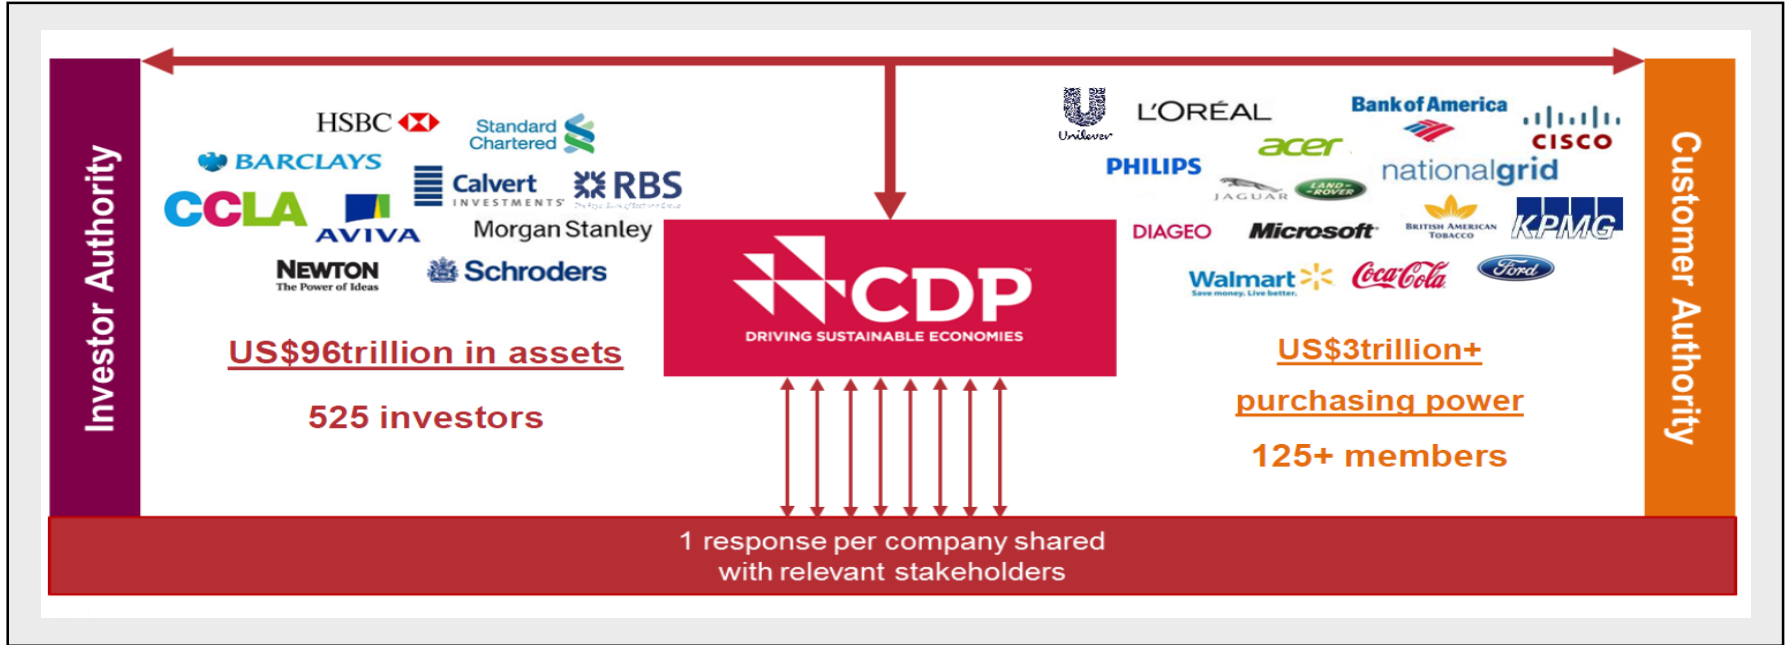 Investor Authority
HSBC
Standard
Chartered
BARCLAYS
Calvert
INVESTMENTS
RBS
CCLA
AVIVA
Morgan Stanley
NEWTON
The Power of Ideas
Schroders
US$96trillion in assets
525 investors
CDP
TM
DRIVING SUSTAINABLE ECONOMIES
Unilever
L'ORÉAL
Bank of America
CISCO
acer
PHILIPS
nationalgrid
JAGUAR
LAND-
ROVER
DIAGEO
Microsoft
BRITISH AMERICAN
TOBACCO
KPMG
Walmart
Save money. Live better.
Coca-Cola
Ford
US$3trillion+
purchasing power
125+ members
Customer Authority
1 response per company shared
with relevant stakeholders